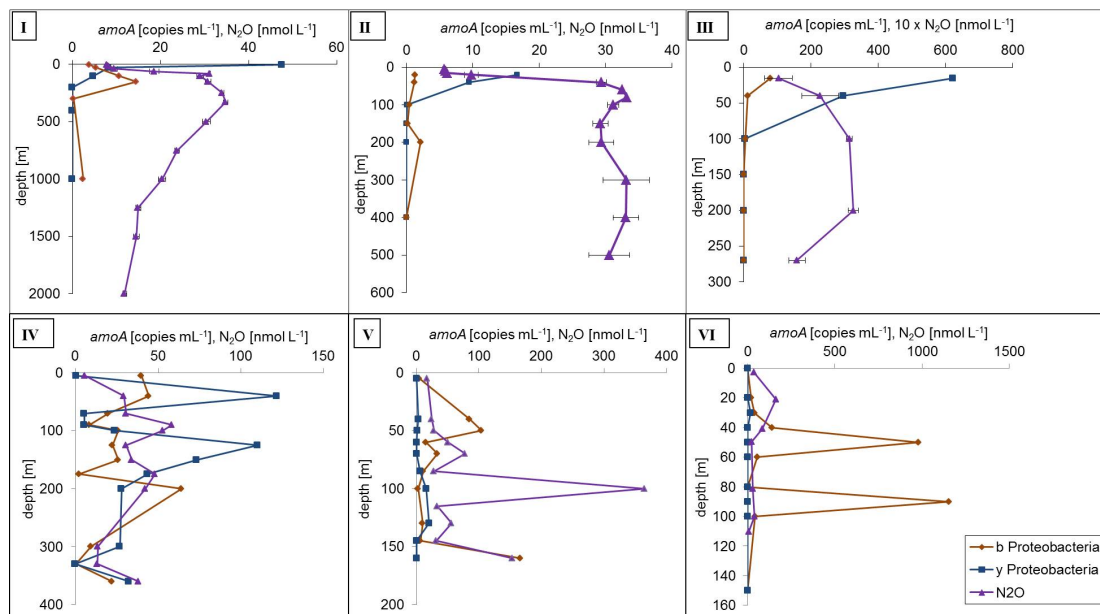 I
amoA [copies mL-1], N2O [nmol L-1]
0 20 40 60
0
500
1000
1500
2000
depth [m]
II
amoA [copies mL-1], N2O [nmol L-1]
0 10 20 30 40
0
100
200
300
400
500
600
depth [m]
III
amoA [copies mL-1], 10 x N2O [nmol L-1]
0 200 400 600 800
0
50
100
150
200
250
300
depth [m]
IV
amoA [copies mL-1], N2O [nmol L-1]
0 50 100 150
0
100
200
300
400
depth [m]
V
amoA [copies mL-1], N2O [nmol L-1]
0 100 200 300 400
0
50
100
150
200
depth [m]
VI
amoA [copies mL-1], N2O [nmol L-1]
0 500 1000 1500
0
20
40
60
80
100
120
140
160
depth [m]
b Proteobacteria
y Proteobacteria
N2O